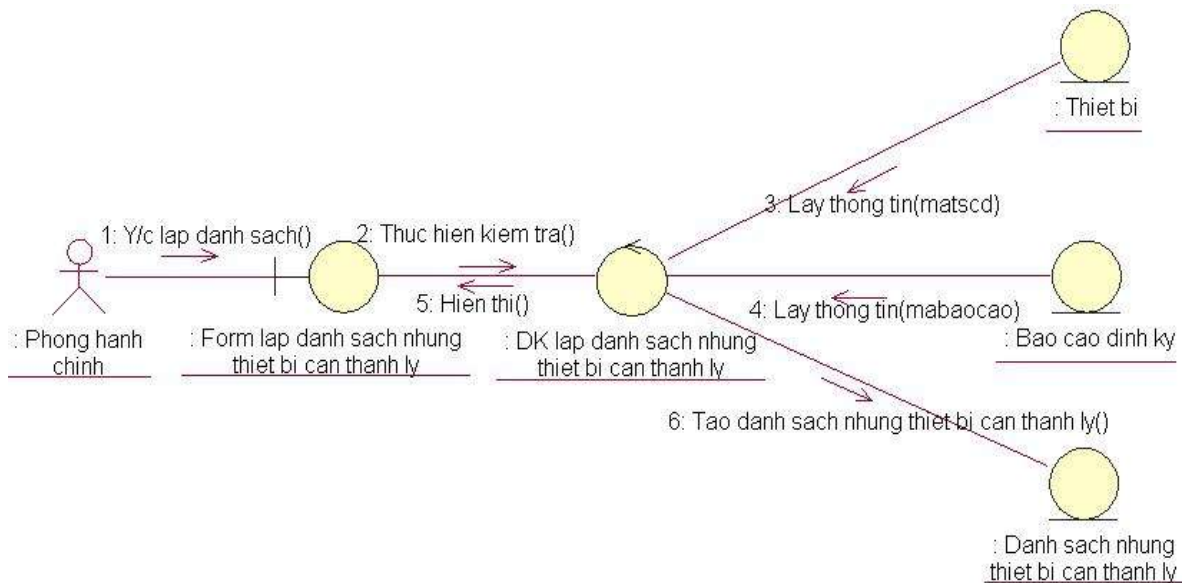 : Thiet bi
3: Lay thong tin(matscd)
1: Y/c lap danh sach()
2: Thuc hien kiem tra()
5: Hien thi()
4: Lay thong tin(mabaocao)
: Phong hanh
chinh
: Form lap danh sach nhung
thiet bi can thanh ly
: DK lap danh sach nhung
thiet bi can thanh ly
: Bao cao dinh ky
6: Tao danh sach nhung thiet bi can thanh ly()
: Danh sach nhung
thiet bi can thanh ly